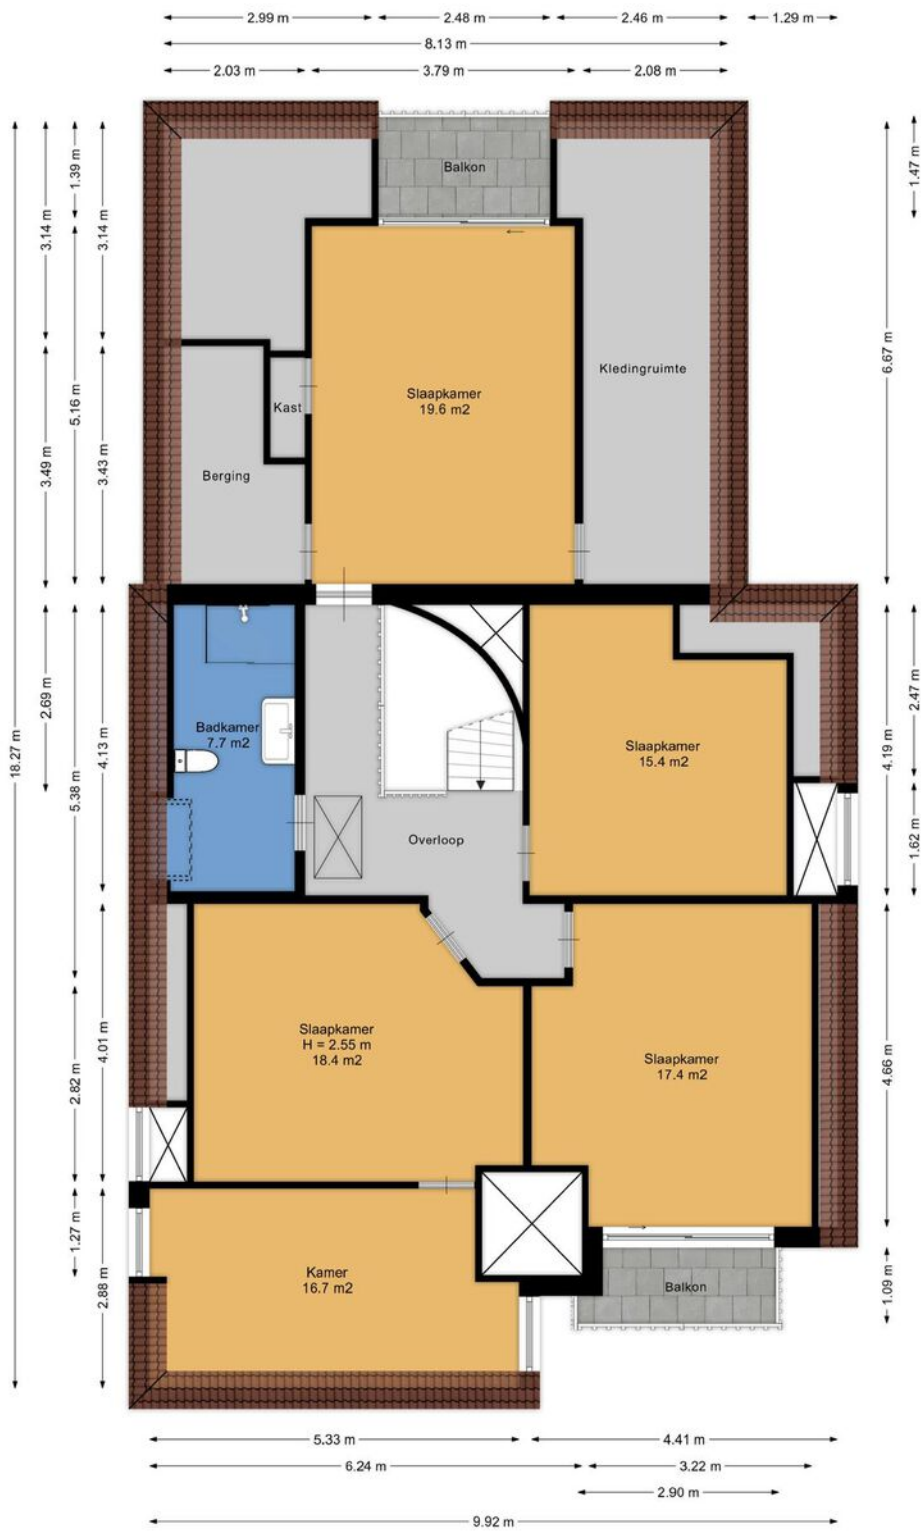 2.99 m
2.48 m
2.46 m
1.29 m
8.13 m
2.03 m
3.79 m
2.08 m
18.27 m
3.14 m
3.49 m
2.69 m
1.39 m
5.16 m
5.38 m
2.82 m
1.27 m
3.14 m
3.43 m
4.13 m
4.01 m
2.88 m
Balkon
Slaapkamer
19.6 m2
Kledingruimte
Kast
Berging
Badkamer
7.7 m2
Overloop
Slaapkamer
15.4 m2
Slaapkamer
H = 2.55 m
18.4 m2
Slaapkamer
17.4 m2
Kamer
16.7 m2
Balkon
6.67 m
4.19 m
4.66 m
1.09 m
1.47 m
2.47 m
1.62 m
5.33 m
4.41 m
6.24 m
3.22 m
2.90 m
9.92 m